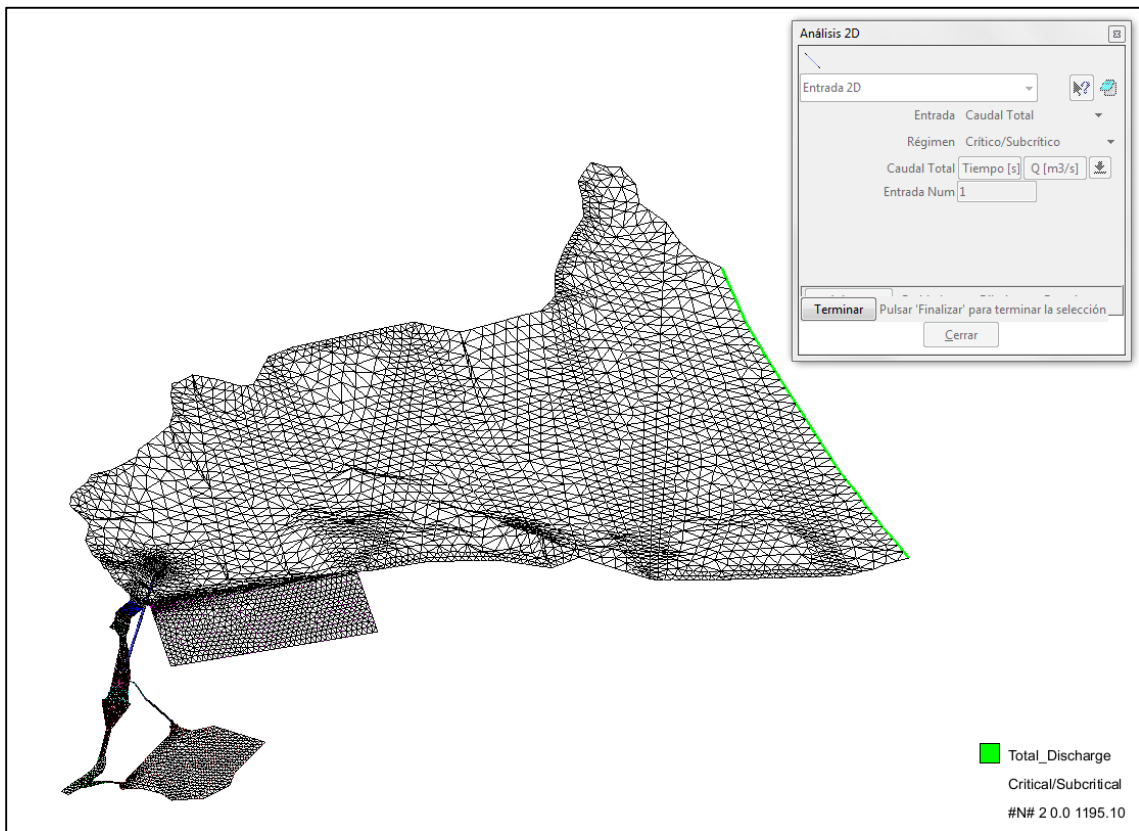 Análisis 2D
Entrada 2D
Entrada Caudal Total
Régimen Crítico/Subcrítico
Caudal Total Tiempo [s] Q [m3/s]
Entrada Num 1
Terminar Pulsar 'Finalizar' para terminar la selección
Cerrar
Total_Discharge
Critical/Subcritical
#N# 2 0.0 1195.10